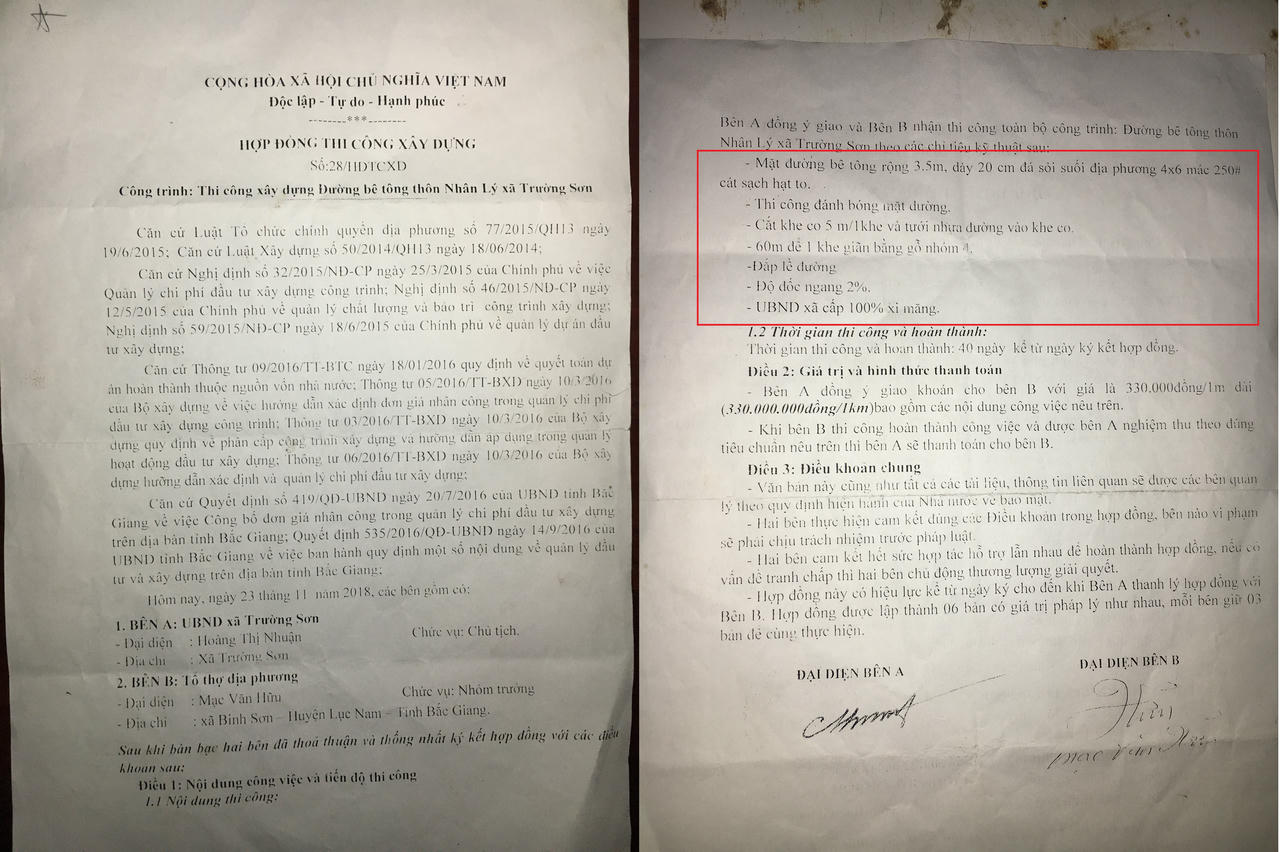 CỘNG HÒA XÃ HỘI CHỦ NGHĨA VIỆT NAM
Độc lập - Tự do - Hạnh phúc
--------***--------
HỢP ĐỒNG THI CÔNG XÂY DỰNG
Số:28/HĐTCXD
Công trình: Thi công xây dựng Đường bê tông thôn Nhân Lý xã Trường Sơn
Căn cứ Luật Tổ chức chính quyền địa phương số 77/2015/QH13 ngày
19/6/2015; Căn cứ Luật Xây dựng số 50/2014/QH13 ngày 18/06/2014;
Căn cứ Nghị định số 32/2015/NĐ-CP ngày 25/3/2015 của Chính phủ về việc
Quản lý chi phí đầu tư xây dựng công trình; Nghị định số 46/2015/NĐ-CP ngày
12/5/2015 của Chính phủ về quản lý chất lượng và bảo trì công trình xây dựng;
Nghị định số 59/2015/NĐ-CP ngày 18/6/2015 của Chính phủ về quản lý dự án đầu
tư xây dựng;
Căn cứ Thông tư 09/2016/TT-BTC ngày 18/01/2016 quy định về quyết toán dự
án hoàn thành thuộc nguồn vốn nhà nước; Thông tư 05/2016/TT-BXD ngày 10/3/2016
của Bộ xây dựng về việc hướng dẫn xác định đơn giá nhân công trong quản lý chi phí
đầu tư xây dựng công trình; Thông tư 03/2016/TT-BXD ngày 10/3/2016 của Bộ xây
dựng quy định về phân cấp công trình xây dựng và hướng dẫn áp dụng trong quản lý
hoạt động đầu tư xây dựng; Thông tư 06/2016/TT-BXD ngày 10/3/2016 của Bộ xây
dựng hướng dẫn xác định và quản lý chi phí đầu tư xây dựng;
Căn cứ Quyết định số 419/QĐ-UBND ngày 20/7/2016 của UBND tỉnh Bắc
Giang về việc Công bố đơn giá nhân công trong quản lý chi phí đầu tư xây dựng
trên địa bàn tỉnh Bắc Giang; Quyết định 535/2016/QĐ-UBND ngày 14/9/2016 của
UBND tỉnh Bắc Giang về việc ban hành quy định một số nội dung về quản lý đầu
tư và xây dựng trên địa bàn tỉnh Bắc Giang;
Hôm nay, ngày 23 tháng 11 năm 2018, các bên gồm có:
1. BÊN A: UBND xã Trường Sơn
- Đại diện : Hoàng Thị Nhuận Chức vụ: Chủ tịch.
- Địa chỉ : Xã Trường Sơn
2. BÊN B: Tổ thợ địa phương
- Đại diện : Mạc Văn Hữu Chức vụ: Nhóm trưởng
- Địa chỉ : xã Bình Sơn – Huyện Lục Nam – Tỉnh Bắc Giang.
Sau khi bàn bạc hai bên đã thoả thuận và thống nhất ký kết hợp đồng với các điều
khoản sau:
Điều 1: Nội dung công việc và tiến độ thi công
1.1 Nội dung thi công:
Bên A đồng ý giao và Bên B nhận thi công toàn bộ công trình: Đường bê tông thôn
Nhân Lý xã Trường Sơn theo các chỉ tiêu kỹ thuật sau:
- Mặt đường bê tông rộng 3.5m, dày 20 cm đá sỏi suối địa phương 4x6 mác 250#
cát sạch hạt to.
- Thi công đánh bóng mặt đường.
- Cắt khe co 5 m/1khe và tưới nhựa đường vào khe co.
- 60m để 1 khe giãn bằng gỗ nhóm 4.
-Đắp lề đường
- Độ dốc ngang 2%.
- UBND xã cấp 100% xi măng.
1.2 Thời gian thi công và hoàn thành:
Thời gian thi công và hoàn thành: 40 ngày kể từ ngày ký kết hợp đồng.
Điều 2: Giá trị và hình thức thanh toán
- Bên A đồng ý giao khoán cho bên B với giá là 330.000đồng/1m dài
(330.000.000đồng/1km)bao gồm các nội dung công việc nêu trên.
- Khi bên B thi công hoàn thành công việc và được bên A nghiệm thu theo đúng
tiêu chuẩn nêu trên thì bên A sẽ thanh toán cho bên B.
Điều 3: Điều khoản chung
- Văn bản này cũng như tất cả các tài liệu, thông tin liên quan sẽ được các bên quản
lý theo quy định hiện hành của Nhà nước về bảo mật.
- Hai bên thực hiện cam kết đúng các Điều khoản trong hợp đồng, bên nào vi phạm
sẽ phải chịu trách nhiệm trước pháp luật.
- Hai bên cam kết hết sức hợp tác hỗ trợ lẫn nhau để hoàn thành hợp đồng, nếu có
vấn đề tranh chấp thì hai bên chủ động thương lượng giải quyết.
- Hợp đồng này có hiệu lực kể từ ngày ký cho đến khi Bên A thanh lý hợp đồng với
Bên B. Hợp đồng được lập thành 06 bản có giá trị pháp lý như nhau, mỗi bên giữ 03
bản để cùng thực hiện.
ĐẠI DIỆN BÊN A ĐẠI DIỆN BÊN B
Hữu
Mạc Văn Hữu